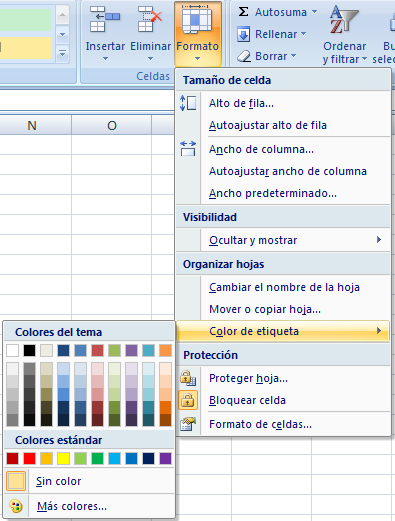 Insertar Eliminar Formato
Celdas
Σ Autosuma
Rellenar
Borrar
Ordenar
y filtrar
Bu
selec
N O
Tamaño de celda
Alto de fila...
Autoajustar alto de fila
Ancho de columna...
Autoajustar ancho de columna
Ancho predeterminado...
Visibilidad
Ocultar y mostrar
Organizar hojas
Cambiar el nombre de la hoja
Mover o copiar hoja...
Color de etiqueta
Protección
Proteger hoja...
Bloquear celda
Formato de celdas...
Colores del tema
Colores estándar
Sin color
Más colores...